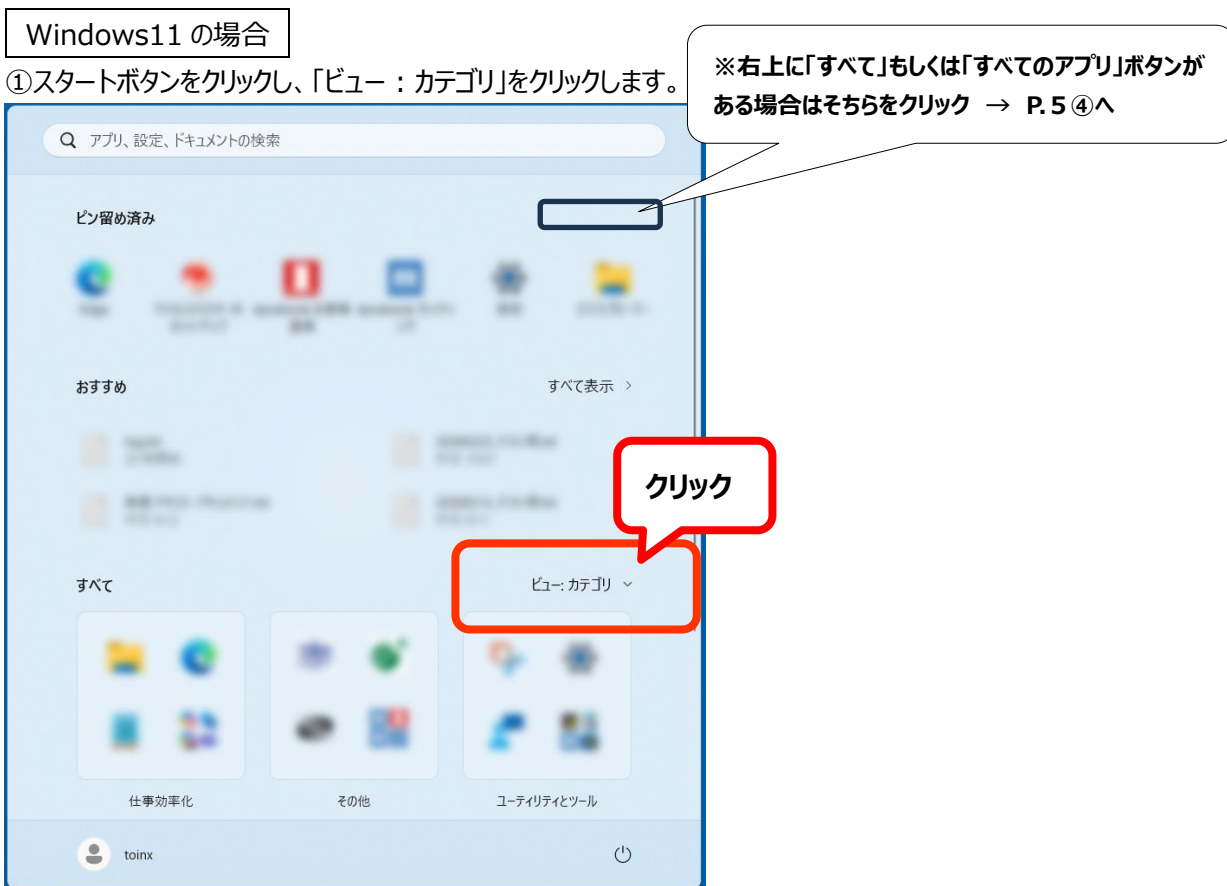 Windows11 の場合
①スタートボタンをクリックし、「ビュー：カテゴリ」をクリックします。
※右上に「すべて」もしくは「すべてのアプリ」ボタンが
ある場合はそちらをクリック → P.5④へ
アプリ、設定、ドキュメントの検索
ピン留め済み
おすすめ
すべて表示 >
クリック
すべて
ビュー: カテゴリ
仕事効率化
その他
ユーティリティとツール
toinx